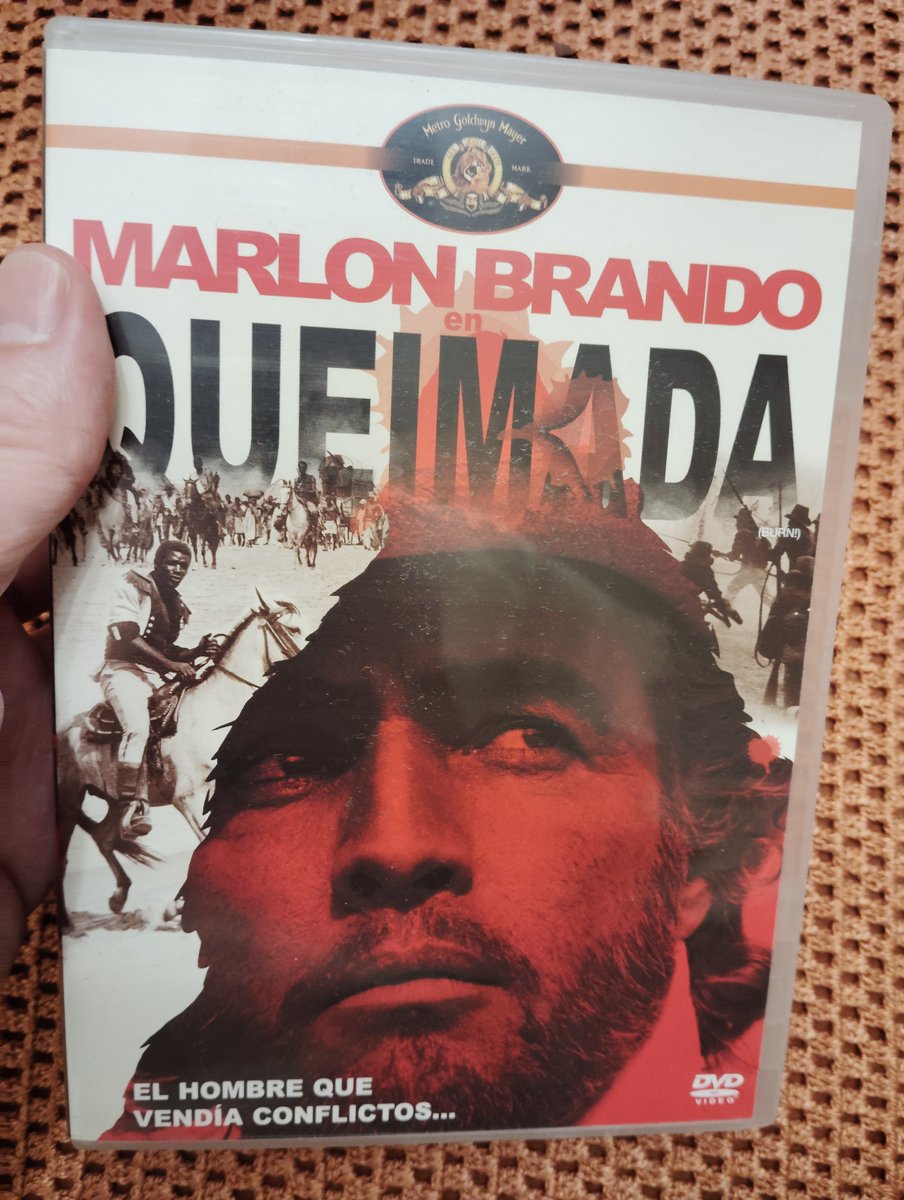 Metro Goldwyn Mayer
TRADE MARK
MARLON BRANDO
en
QUEIMADA
(BURN!)
EL HOMBRE QUE
VENDÍA CONFLICTOS...
DVD
VIDEO